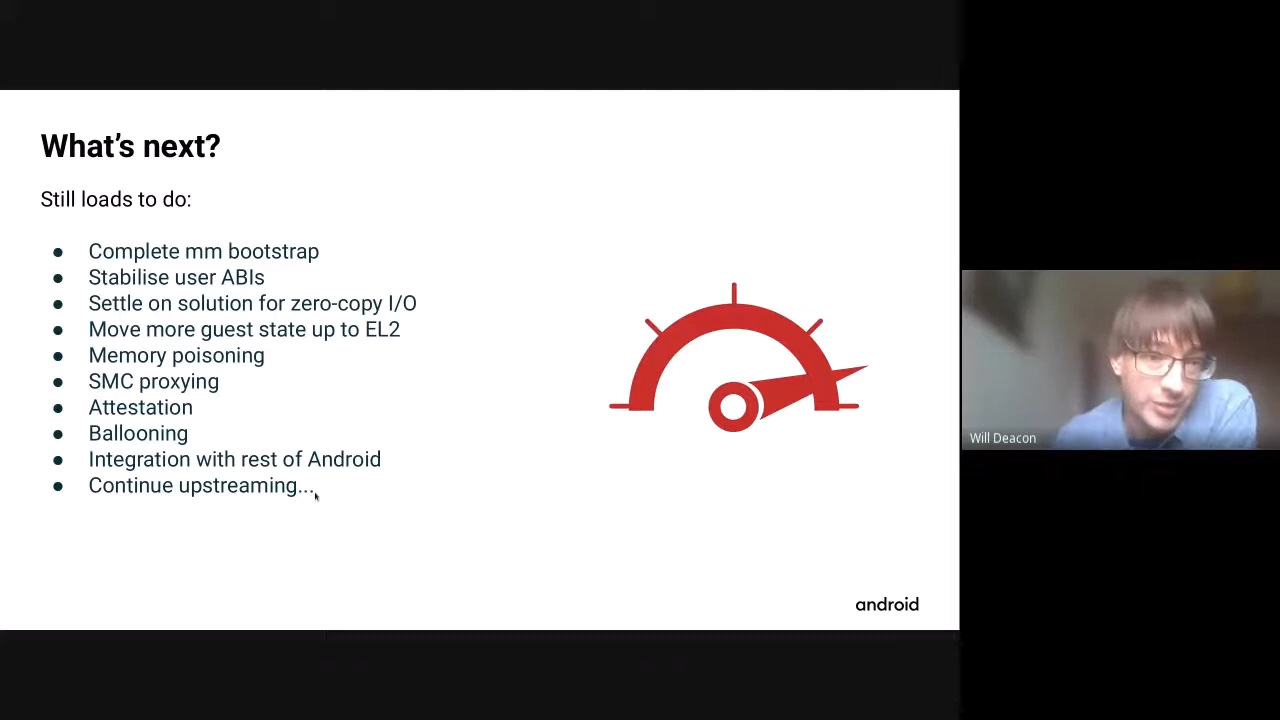 What's next?
Still loads to do:
● Complete mm bootstrap
● Stabilise user ABIs
● Settle on solution for zero-copy I/O
● Move more guest state up to EL2
● Memory poisoning
● SMC proxying
● Attestation
● Ballooning
● Integration with rest of Android
● Continue upstreaming...
android
Will Deacon